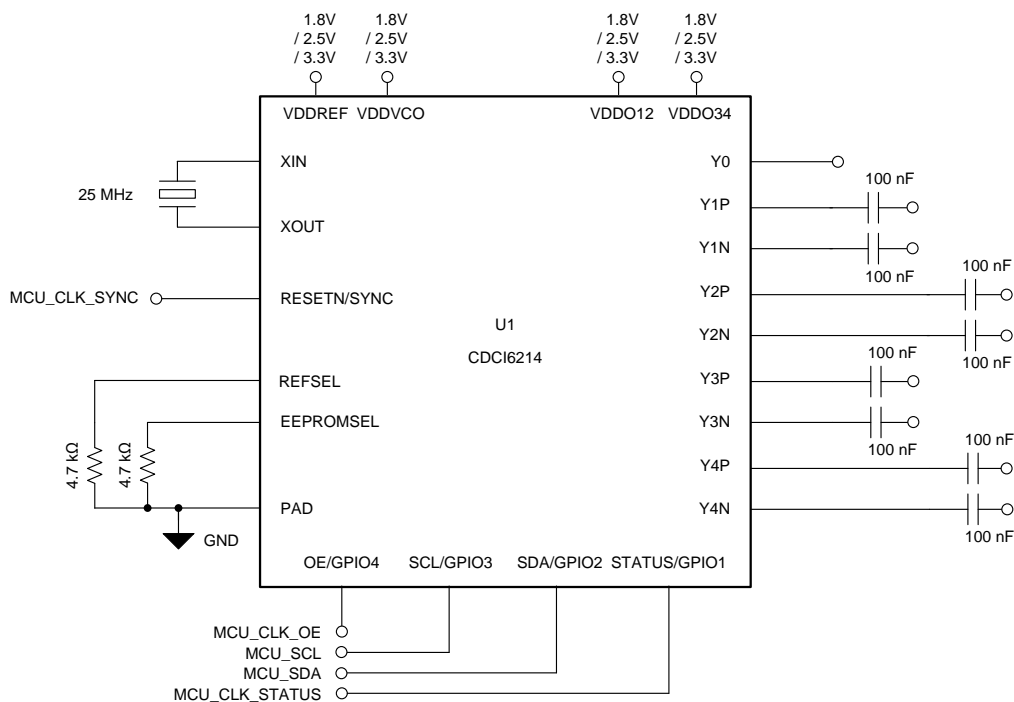 1.8V
/ 2.5V
/ 3.3V
1.8V
/ 2.5V
/ 3.3V
1.8V
/ 2.5V
/ 3.3V
1.8V
/ 2.5V
/ 3.3V
VDDREF
VDDVCO
VDDO12
VDDO34
XIN
25 MHz
XOUT
MCU_CLK_SYNC
RESETN/SYNC
REFSEL
EEPROMSEL
4.7 kΩ
4.7 kΩ
PAD
GND
U1
CDCI6214
Y0
Y1P
100 nF
Y1N
100 nF
Y2P
100 nF
Y2N
100 nF
Y3P
100 nF
Y3N
100 nF
Y4P
100 nF
Y4N
100 nF
OE/GPIO4
SCL/GPIO3
SDA/GPIO2
STATUS/GPIO1
MCU_CLK_OE
MCU_SCL
MCU_SDA
MCU_CLK_STATUS